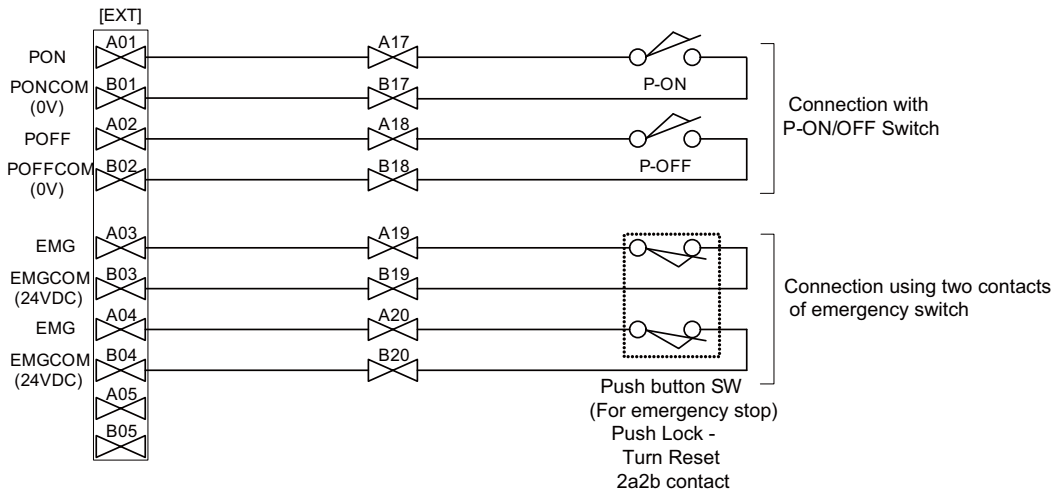 [EXT]
PON A01 A17
P-ON
PONCOM B01 B17
(0V)
POFF A02 A18
P-OFF
POFFCOM B02 B18
(0V)
Connection with
P-ON/OFF Switch
EMG A03 A19
EMGCOM B03 B19
(24VDC)
EMG A04 A20
EMGCOM B04 B20
(24VDC)
A05
B05
Connection using two contacts
of emergency switch
Push button SW
(For emergency stop)
Push Lock -
Turn Reset
2a2b contact